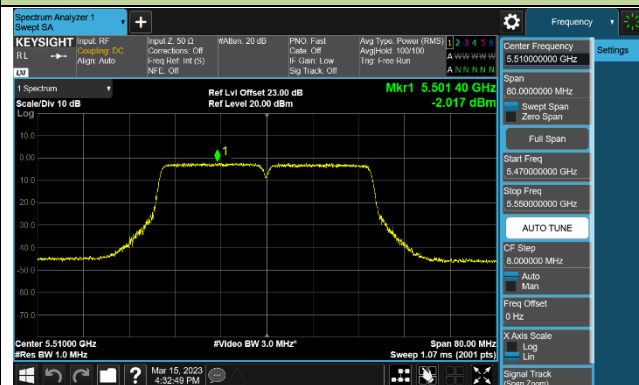 Spectrum Analyzer 1
Swept SA
Frequency
KEYSIGHT
RL
LXI
Input: RF
Coupling: DC
Align: Auto
Input Z: 50 Ω
Corrections: Off
Freq Ref: Int (S)
NFE: Off
#Atten: 20 dB
PNO: Fast
Gate: Off
IF Gain: Low
Sig Track: Off
Avg Type: Power (RMS)
Avg|Hold: 100/100
Trig: Free Run
1 2 3 4 5 6
A W W W W W
A N N N N N
1 Spectrum
Scale/Div 10 dB
Log
Ref Lvl Offset 23.00 dB
Ref Level 20.00 dBm
Mkr1 5.501 40 GHz
-2.017 dBm
1
10.0
0.00
-10.0
-20.0
-30.0
-40.0
-50.0
-60.0
-70.0
Center 5.51000 GHz
#Res BW 1.0 MHz
#Video BW 3.0 MHz*
Span 80.00 MHz
Sweep 1.07 ms (2001 pts)
Mar 15, 2023
4:32:49 PM
Center Frequency
5.510000000 GHz
Settings
Span
80.0000000 MHz
Swept Span
Zero Span
Full Span
Start Freq
5.470000000 GHz
Stop Freq
5.550000000 GHz
AUTO TUNE
CF Step
8.000000 MHz
Auto
Man
Freq Offset
0 Hz
X Axis Scale
Log
Lin
Signal Track
(Span Zoom)